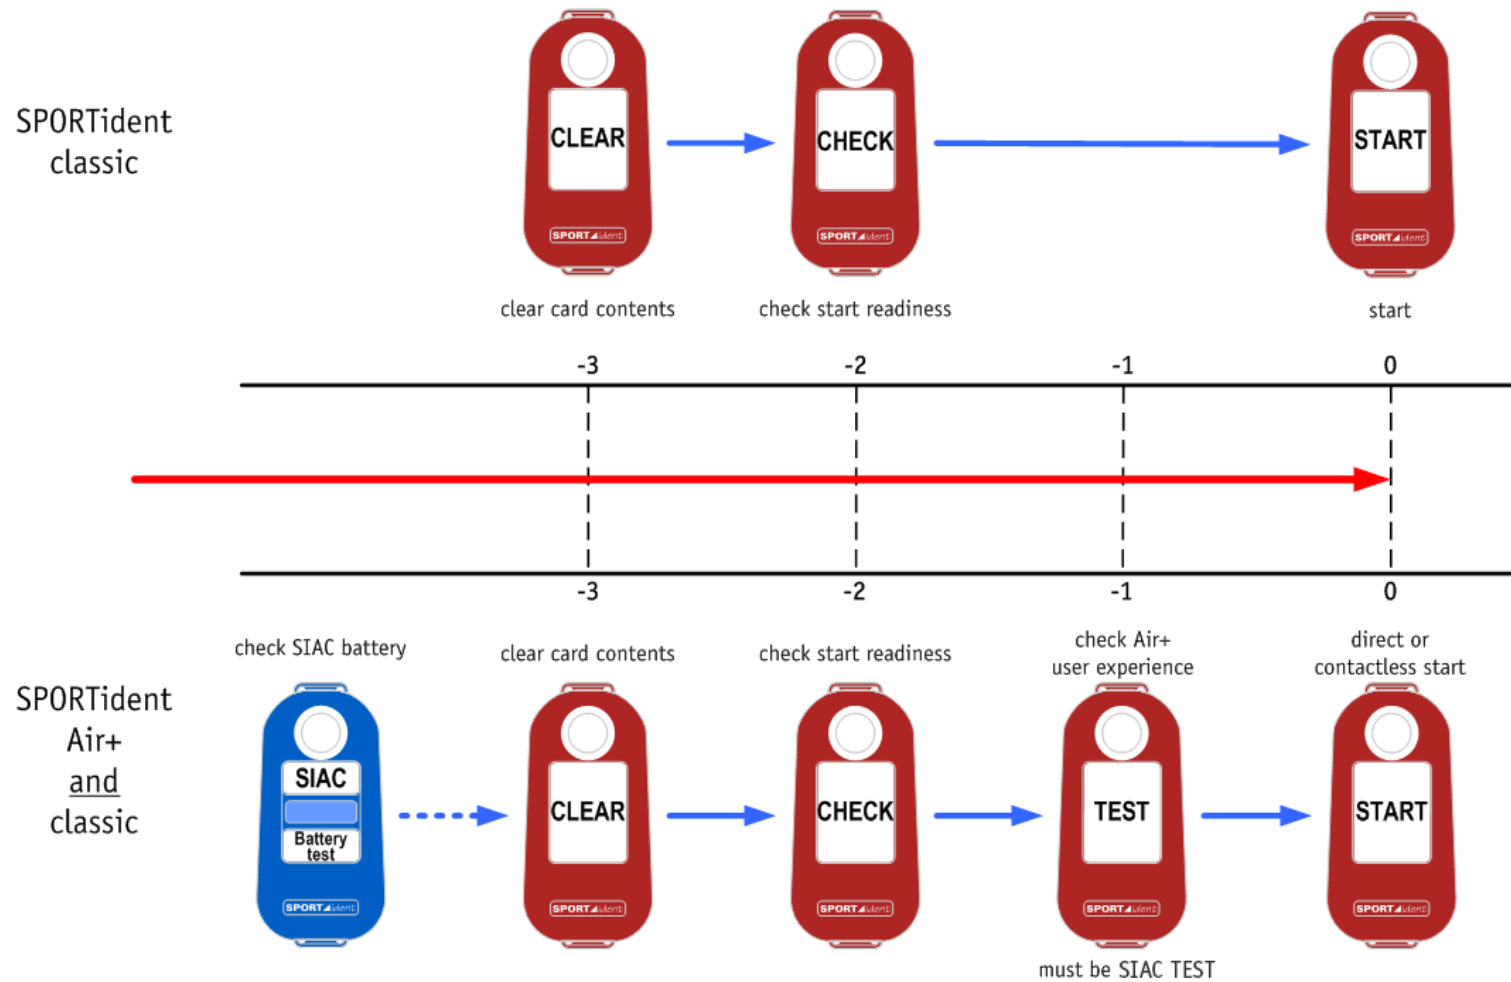 SPORTident
classic
CLEAR
CHECK
START
SPORTident
SPORTident
SPORTident
clear card contents
check start readiness
start
-3
-2
-1
0
-3
-2
-1
0
check SIAC battery
clear card contents
check start readiness
check Air+
user experience
direct or
contactless start
SPORTident
Air+
and
classic
SIAC
Battery
test
CLEAR
CHECK
TEST
START
SPORTident
SPORTident
SPORTident
SPORTident
SPORTident
must be SIAC TEST